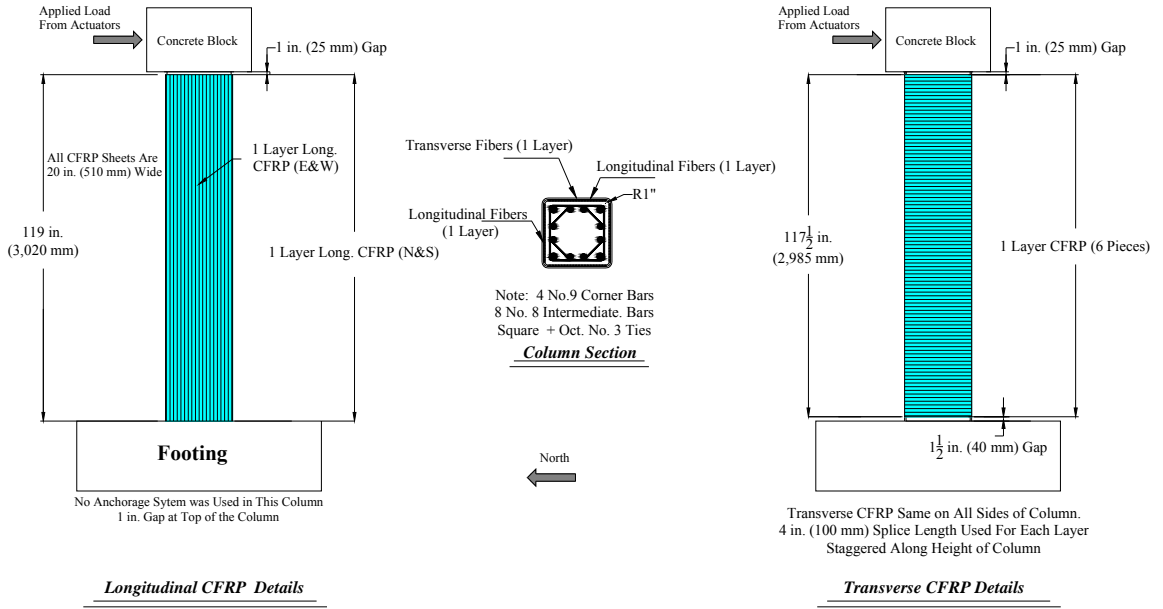 Applied Load
From Actuators
Concrete Block
1 in. (25 mm) Gap
All CFRP Sheets Are
20 in. (510 mm) Wide
1 Layer Long.
CFRP (E&W)
119 in.
(3,020 mm)
1 Layer Long. CFRP (N&S)
Footing
No Anchorage Sytem was Used in This Column
1 in. Gap at Top of the Column
Longitudinal CFRP Details
Transverse Fibers (1 Layer)
Longitudinal Fibers (1 Layer)
R1"
Longitudinal Fibers
(1 Layer)
Note: 4 No.9 Corner Bars
8 No. 8 Intermediate. Bars
Square + Oct. No. 3 Ties
Column Section
North
Applied Load
From Actuators
Concrete Block
1 in. (25 mm) Gap
117 1/2 in.
(2,985 mm)
1 Layer CFRP (6 Pieces)
1 1/2 in. (40 mm) Gap
Transverse CFRP Same on All Sides of Column.
4 in. (100 mm) Splice Length Used For Each Layer
Staggered Along Height of Column
Transverse CFRP Details